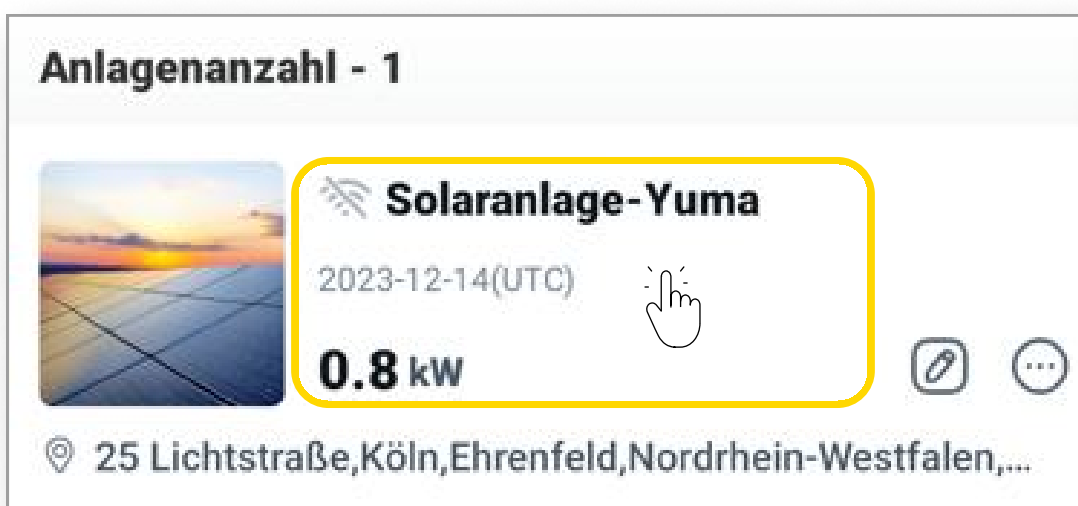 Anlagenanzahl - 1
Solaranlage-Yuma
2023-12-14(UTC)
0.8 kW
25 Lichtstraße,Köln,Ehrenfeld,Nordrhein-Westfalen,...